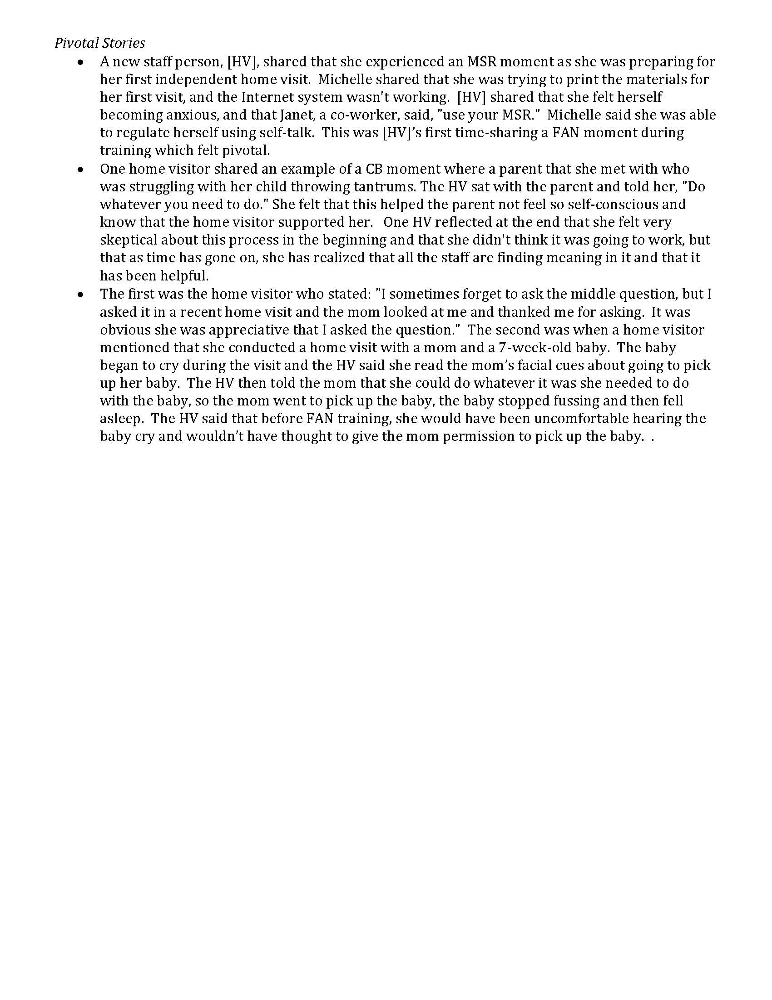 Pivotal Stories
• A new staff person, [HV], shared that she experienced an MSR moment as she was preparing for
her first independent home visit.  Michelle shared that she was trying to print the materials for
her first visit, and the Internet system wasn't working.  [HV] shared that she felt herself
becoming anxious, and that Janet, a co-worker, said, "use your MSR."  Michelle said she was able
to regulate herself using self-talk.  This was [HV]’s first time-sharing a FAN moment during
training which felt pivotal.
• One home visitor shared an example of a CB moment where a parent that she met with who
was struggling with her child throwing tantrums. The HV sat with the parent and told her, "Do
whatever you need to do." She felt that this helped the parent not feel so self-conscious and
know that the home visitor supported her.   One HV reflected at the end that she felt very
skeptical about this process in the beginning and that she didn't think it was going to work, but
that as time has gone on, she has realized that all the staff are finding meaning in it and that it
has been helpful.
• The first was the home visitor who stated: "I sometimes forget to ask the middle question, but I
asked it in a recent home visit and the mom looked at me and thanked me for asking.  It was
obvious she was appreciative that I asked the question."  The second was when a home visitor
mentioned that she conducted a home visit with a mom and a 7-week-old baby.  The baby
began to cry during the visit and the HV said she read the mom’s facial cues about going to pick
up her baby.  The HV then told the mom that she could do whatever it was she needed to do
with the baby, so the mom went to pick up the baby, the baby stopped fussing and then fell
asleep.  The HV said that before FAN training, she would have been uncomfortable hearing the
baby cry and wouldn’t have thought to give the mom permission to pick up the baby.  .